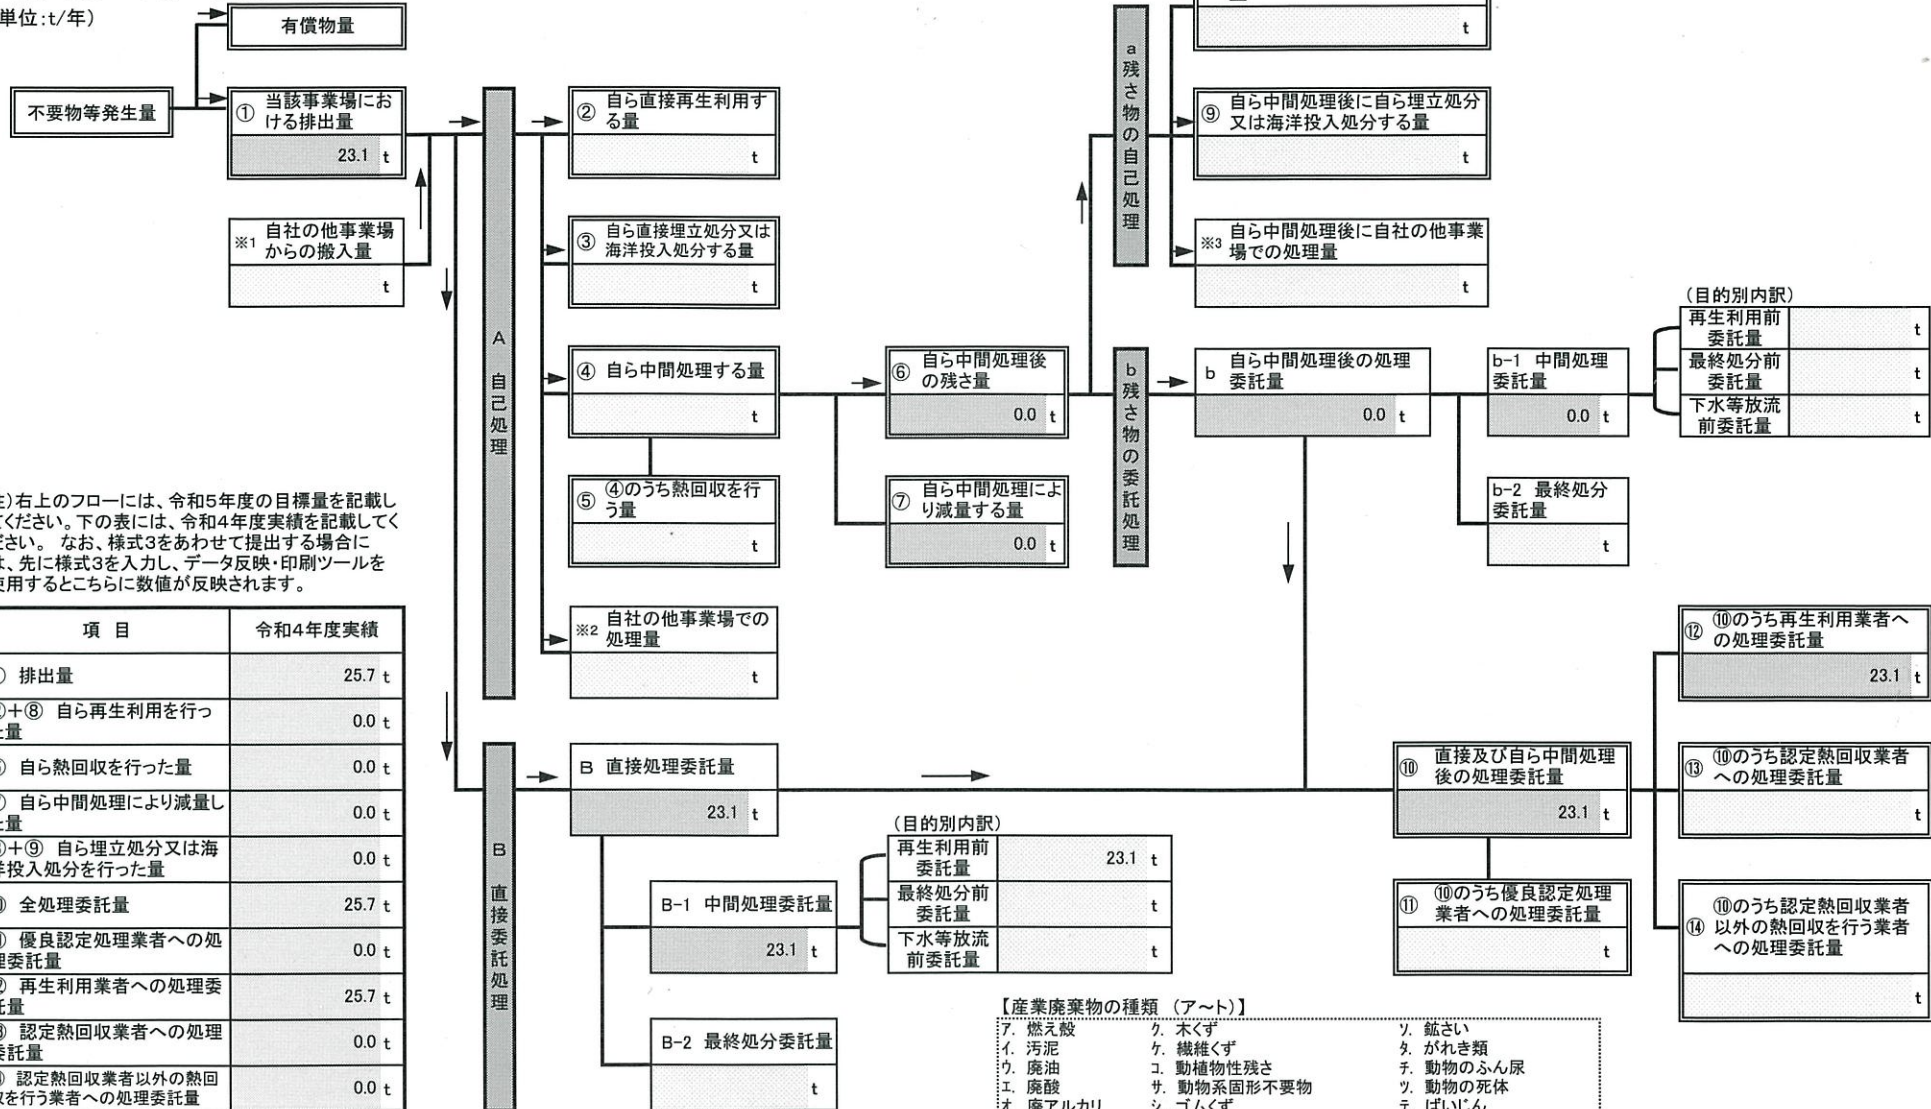 単位:t/年)
有償物量
不要物等発生量
① 当該事業場にお
ける排出量
23.1 t
※1 自社の他事業場
からの搬入量
t
A 自己処理
② 自ら直接再生利用す
る量
t
③ 自ら直接埋立処分又は
海洋投入処分する量
t
④ 自ら中間処理する量
t
⑤ ④のうち熱回収を行
う量
t
※2 自社の他事業場での
処理量
t
⑥ 自ら中間処理後
の残さ量
0.0 t
⑦ 自ら中間処理によ
り減量する量
0.0 t
a 残さ物の自己処理
t
⑨ 自ら中間処理後に自ら埋立処分
又は海洋投入処分する量
t
※3 自ら中間処理後に自社の他事業
場での処理量
t
b 残さ物の委託処理
b 自ら中間処理後の処理
委託量
0.0 t
b-1 中間処理
委託量
0.0 t
(目的別内訳)
再生利用前
委託量 t
最終処分前
委託量 t
下水等放流
前委託量 t
b-2 最終処分
委託量
t
)右上のフローには、令和5年度の目標量を記載し
ください。下の表には、令和4年度実績を記載してく
さい。 なお、様式3をあわせて提出する場合に
、先に様式3を入力し、データ反映・印刷ツールを
使用するとこちらに数値が反映されます。
項 目 令和4年度実績
排出量 25.7 t
+⑧ 自ら再生利用を行っ
量 0.0 t
自ら熱回収を行った量 0.0 t
自ら中間処理により減量し
量 0.0 t
+⑨ 自ら埋立処分又は海
洋投入処分を行った量 0.0 t
全処理委託量 25.7 t
優良認定処理業者への処
理委託量 0.0 t
再生利用業者への処理委
託量 25.7 t
認定熱回収業者への処理
委託量 0.0 t
認定熱回収業者以外の熱回
収を行う業者への処理委託量 0.0 t
B 直接委託処理
B 直接処理委託量
23.1 t
B-1 中間処理委託量
23.1 t
(目的別内訳)
再生利用前
委託量 23.1 t
最終処分前
委託量 t
下水等放流
前委託量 t
B-2 最終処分委託量
t
⑩ 直接及び自ら中間処理
後の処理委託量
23.1 t
⑪ ⑩のうち優良認定処理
業者への処理委託量
t
⑫ ⑩のうち再生利用業者へ
の処理委託量
23.1 t
⑬ ⑩のうち認定熱回収業者
への処理委託量
t
⑭ ⑩のうち認定熱回収業者
以外の熱回収を行う業者
への処理委託量
t
【産業廃棄物の種類 (ア～ト)】
ア. 燃え殻 ク. 木くず ソ. 鉱さい
イ. 汚泥 ケ. 繊維くず タ. がれき類
ウ. 廃油 コ. 動植物性残さ チ. 動物のふん尿
エ. 廃酸 サ. 動物系固形不要物 ツ. 動物の死体
オ. 廃アルカリ シ. ゴムくず テ. ばいじん